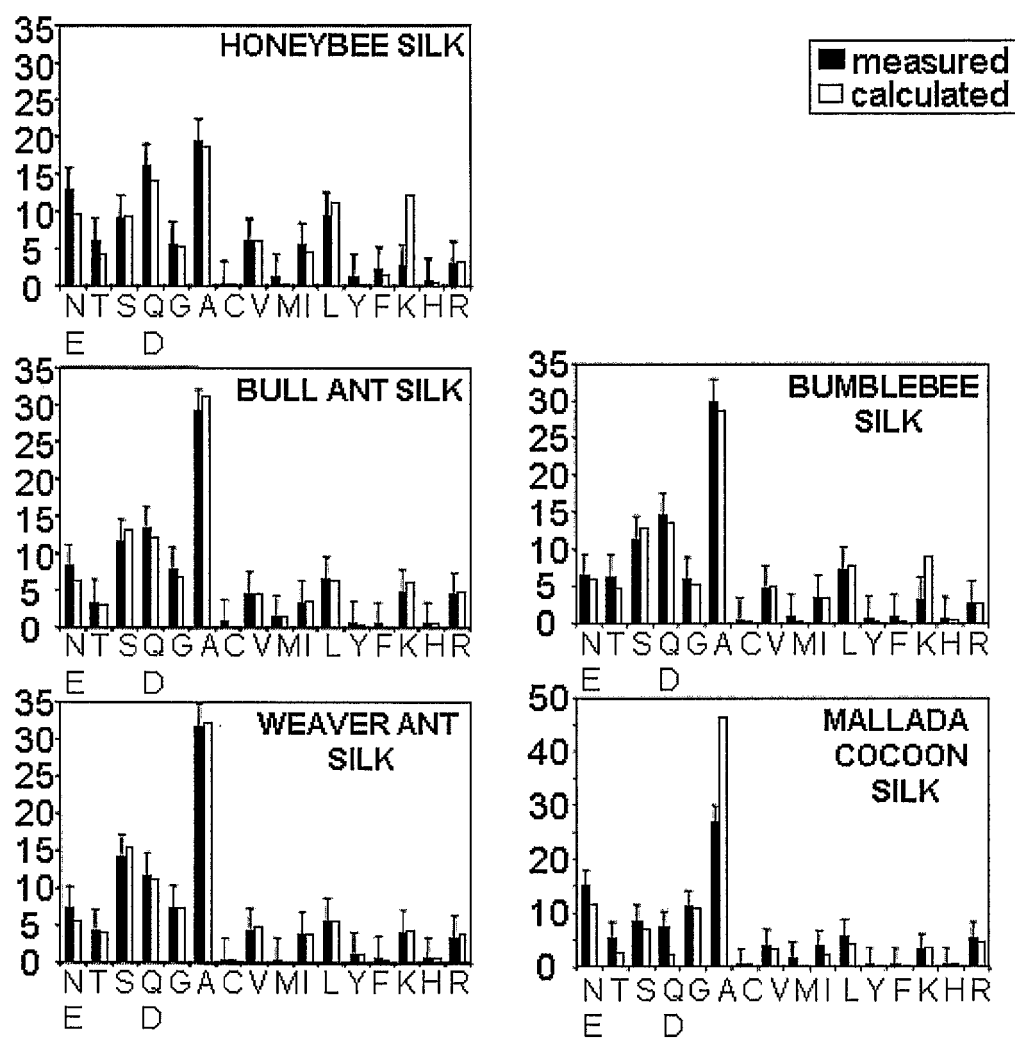 HONEYBEE SILK
35
30
25
20
15
10
5
0
N T S Q G A C V M I L Y F K H R
E D
measured
calculated
BULL ANT SILK
35
30
25
20
15
10
5
0
N T S Q G A C V M I L Y F K H R
E D
BUMBLEBEE
SILK
35
30
25
20
15
10
5
0
N T S Q G A C V M I L Y F K H R
E D
WEAVER ANT
SILK
35
30
25
20
15
10
5
0
N T S Q G A C V M I L Y F K H R
E D
MALLADA
COCOON
SILK
50
40
30
20
10
0
N T S Q G A C V M I L Y F K H R
E D